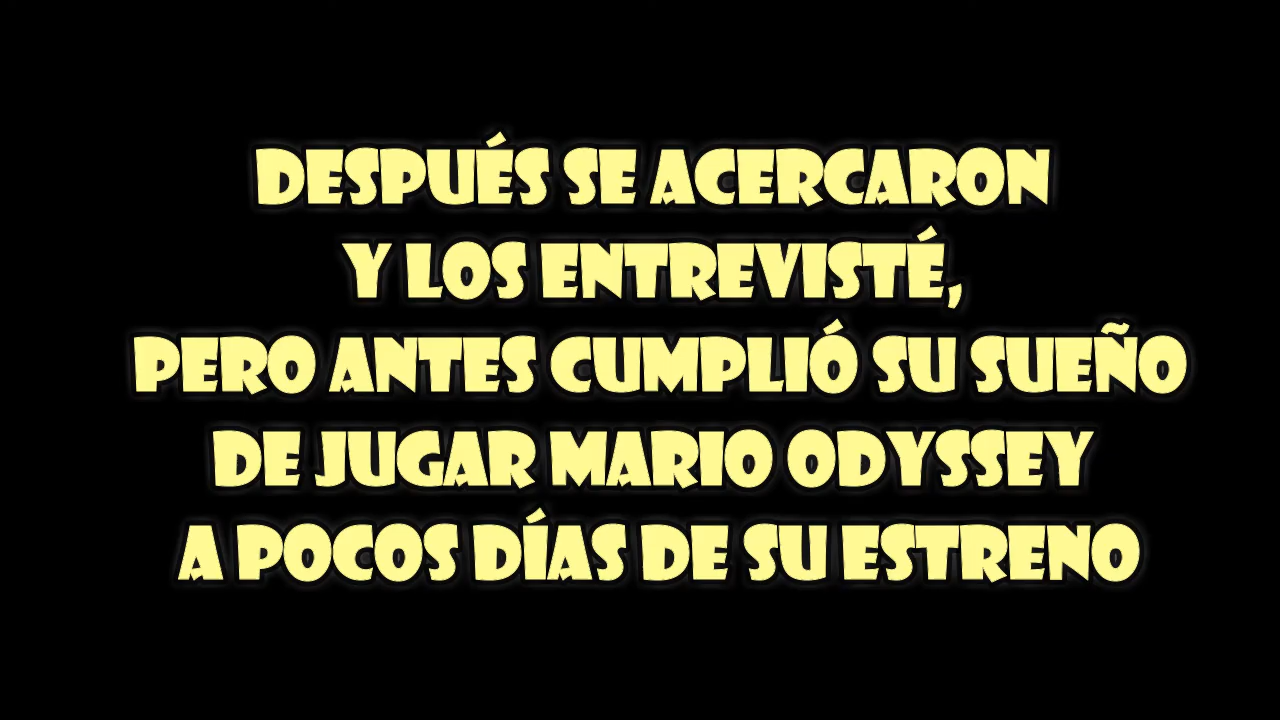 DESPUÉS SE ACERCARON
Y LOS ENTREVISTÉ,
PERO ANTES CUMPLIÓ SU SUEÑO
DE JUGAR MARIO ODYSSEY
A POCOS DÍAS DE SU ESTRENO